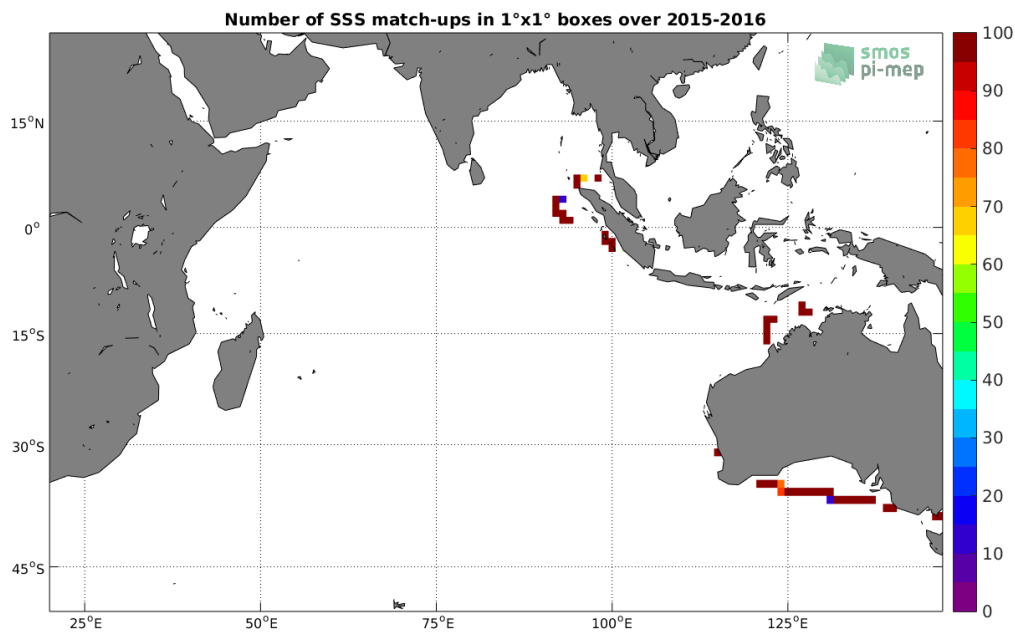 Number of SSS match-ups in 1°x1° boxes over 2015-2016
smos
pi-mep
15°N
0°
15°S
30°S
45°S
25°E
50°E
75°E
100°E
125°E
100
90
80
70
60
50
40
30
20
10
0